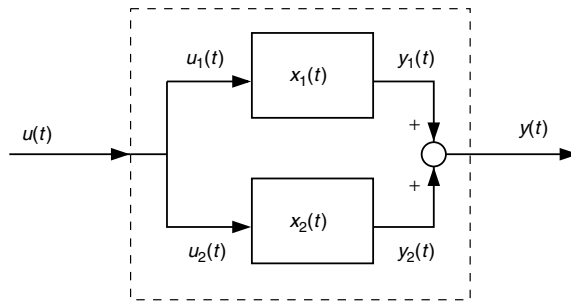 u₁(t)
x₁(t)
y₁(t)
u(t)
+
y(t)
+
x₂(t)
u₂(t)
y₂(t)